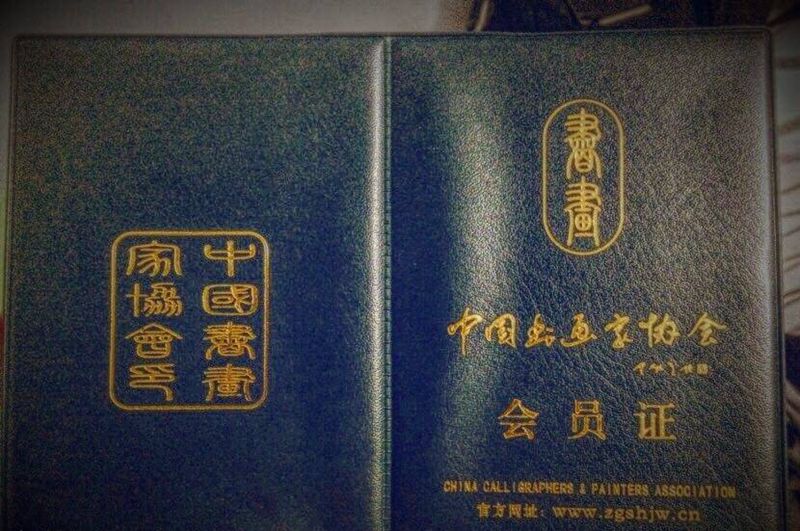 中國書畫
家協會印
書畫
中国书画家协会
会员证
CHINA CALLIGRAPHERS & PAINTERS ASSOCIATION
官方网址：www.zgshjw.cn